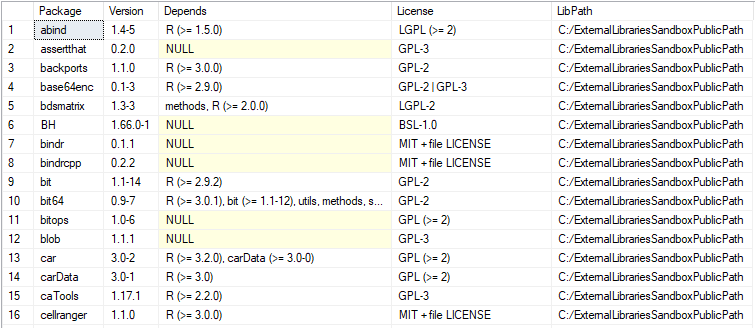 Package Version Depends License LibPath
1 abind 1.4-5 R (>= 1.5.0) LGPL (>= 2) C:/ExternalLibrariesSandboxPublicPath
2 assertthat 0.2.0 NULL GPL-3 C:/ExternalLibrariesSandboxPublicPath
3 backports 1.1.0 R (>= 3.0.0) GPL-2 C:/ExternalLibrariesSandboxPublicPath
4 base64enc 0.1-3 R (>= 2.9.0) GPL-2 | GPL-3 C:/ExternalLibrariesSandboxPublicPath
5 bdsmatrix 1.3-3 methods, R (>= 2.0.0) LGPL-2 C:/ExternalLibrariesSandboxPublicPath
6 BH 1.66.0-1 NULL BSL-1.0 C:/ExternalLibrariesSandboxPublicPath
7 bindr 0.1.1 NULL MIT + file LICENSE C:/ExternalLibrariesSandboxPublicPath
8 bindrcpp 0.2.2 NULL MIT + file LICENSE C:/ExternalLibrariesSandboxPublicPath
9 bit 1.1-14 R (>= 2.9.2) GPL-2 C:/ExternalLibrariesSandboxPublicPath
10 bit64 0.9-7 R (>= 3.0.1), bit (>= 1.1-12), utils, methods, s... GPL-2 C:/ExternalLibrariesSandboxPublicPath
11 bitops 1.0-6 NULL GPL (>= 2) C:/ExternalLibrariesSandboxPublicPath
12 blob 1.1.1 NULL GPL-3 C:/ExternalLibrariesSandboxPublicPath
13 car 3.0-2 R (>= 3.2.0), carData (>= 3.0-0) GPL (>= 2) C:/ExternalLibrariesSandboxPublicPath
14 carData 3.0-1 R (>= 3.0) GPL (>= 2) C:/ExternalLibrariesSandboxPublicPath
15 caTools 1.17.1 R (>= 2.2.0) GPL-3 C:/ExternalLibrariesSandboxPublicPath
16 cellranger 1.1.0 R (>= 3.0.0) MIT + file LICENSE C:/ExternalLibrariesSandboxPublicPath